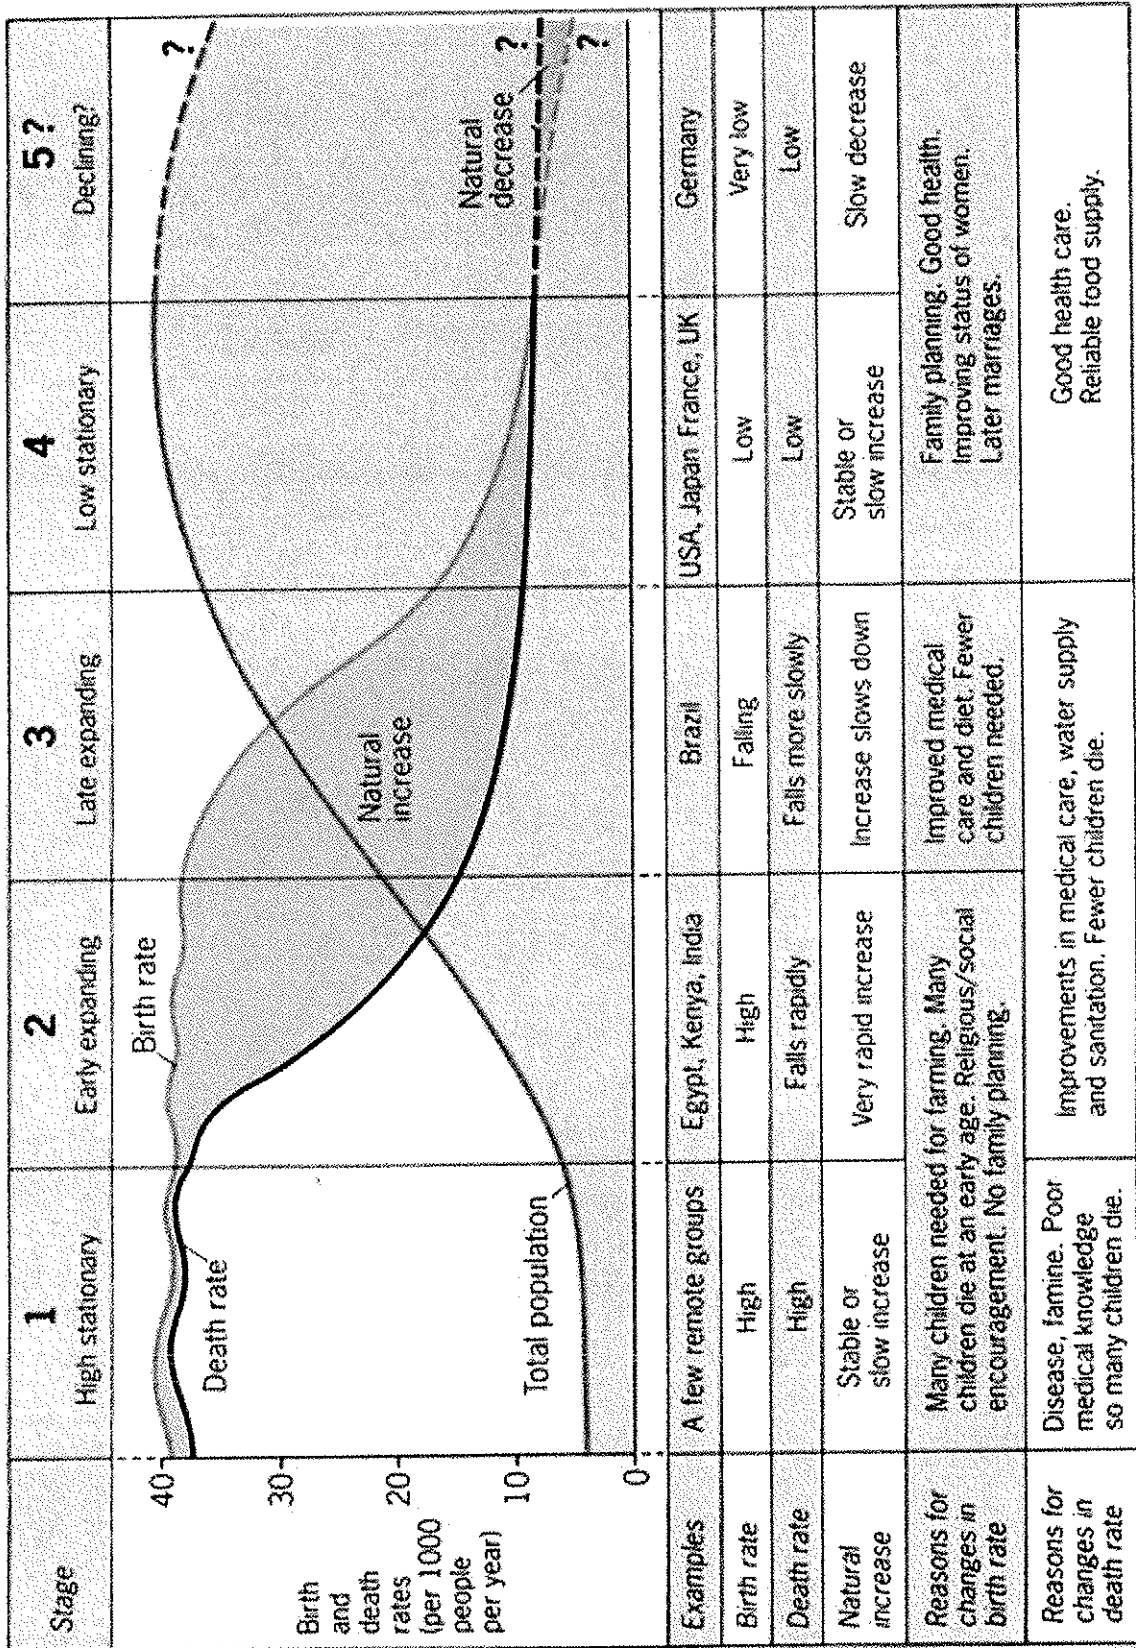 Stage
1
High stationary
2
Early expanding
3
Late expanding
4
Low stationary
5 ?
Declining?
Birth
and
death
rates
(per 1000
people
per year)
40
30
20
10
0
Death rate
Total population
Birth rate
Natural
increase
Natural
decrease
?
?
?
Examples
A few remote groups
Egypt, Kenya, India
Brazil
USA, Japan France, UK
Germany
Birth rate
High
High
Falling
Low
Very low
Death rate
High
Falls rapidly
Falls more slowly
Low
Low
Natural
increase
Stable or
slow increase
Very rapid increase
Increase slows down
Stable or
slow increase
Slow decrease
Reasons for
changes in
birth rate
Many children needed for farming. Many
children die at an early age. Religious/social
encouragement. No family planning.
Improved medical
care and diet. Fewer
children needed.
Family planning. Good health.
Improving status of women.
Later marriages.
Reasons for
changes in
death rate
Disease, famine. Poor
medical knowledge
so many children die.
Improvements in medical care, water supply
and sanitation. Fewer children die.
Good health care.
Reliable food supply.